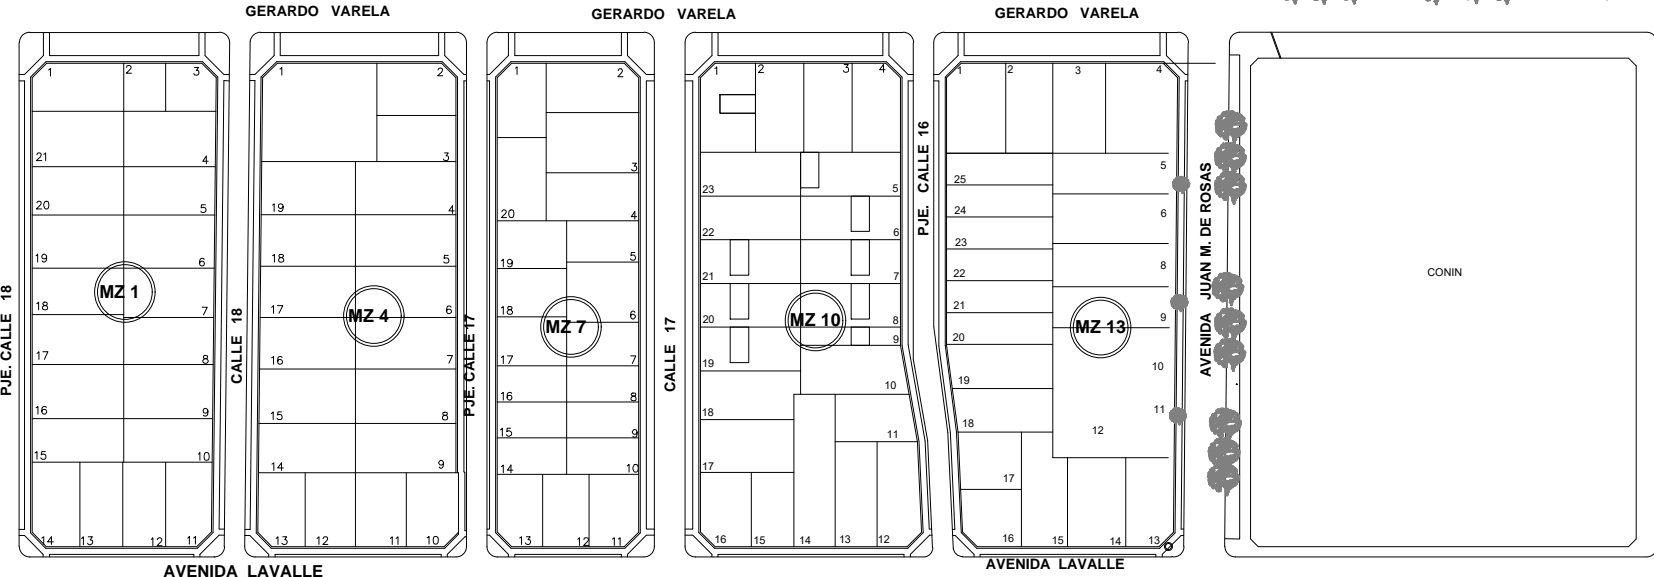 GERARDO VARELA
GERARDO VARELA
GERARDO VARELA
PJE. CALLE 18
1 2 3
21 4
20 5
19 6
MZ 1
18 7
17 8
16 9
15 10
14 13 12 11
CALLE 18
1 2
3
19 4
18 5
17 6
MZ 4
16 7
15 8
14 9
13 12 11 10
PJE. CALLE 17
1 2
3
20 4
19 5
18 6
MZ 7
17 7
16 8
15 9
14 10
13 12 11
CALLE 17
1 2 3 4
23 5
22 6
21 7
20 8
MZ 10
9
19 10
18 11
17
16 15 14 13 12
PJE. CALLE 16
1 2 3 4
5
25
24 6
23
22 8
21 9
MZ 13
20 10
19 11
18 12
17
16 15 14 13
AVENIDA JUAN M. DE ROSAS
CONIN
AVENIDA LAVALLE
AVENIDA LAVALLE